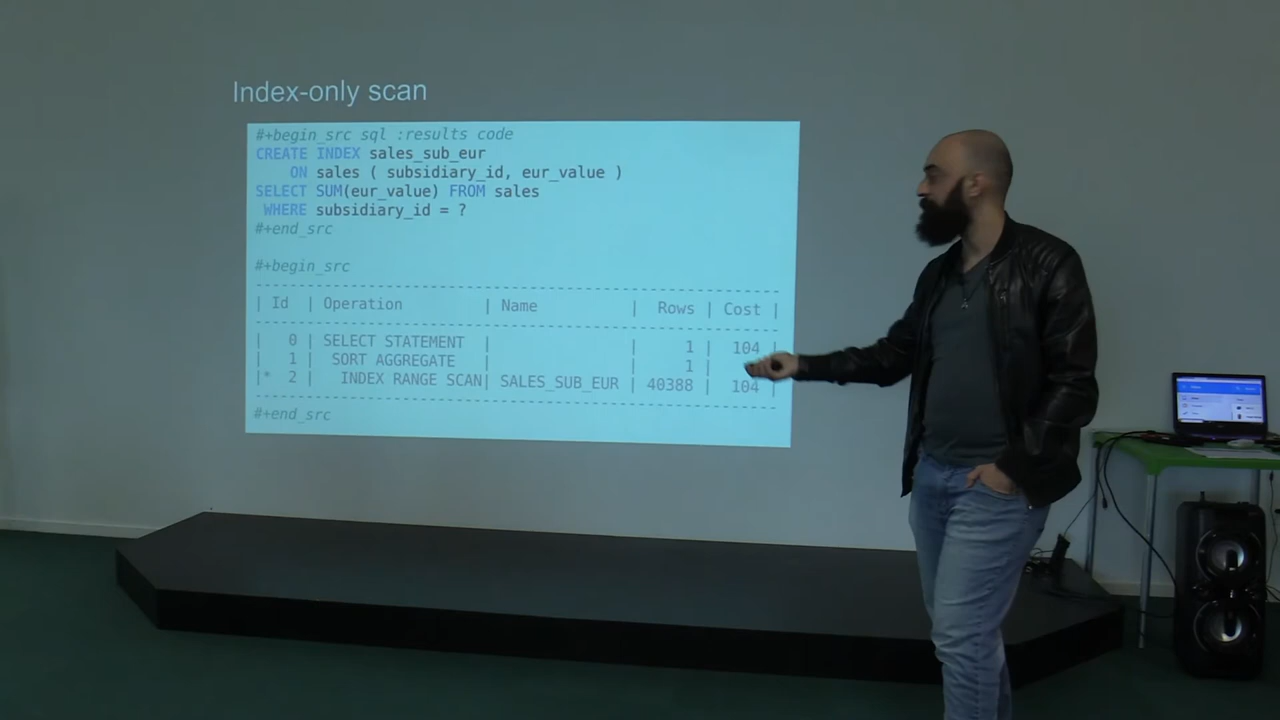 Index-only scan
#+begin_src sql :results code
CREATE INDEX sales_sub_eur
    ON sales ( subsidiary_id, eur_value )
SELECT SUM(eur_value) FROM sales
 WHERE subsidiary_id = ?
#+end_src
#+begin_src
---------------------------------------------------------------
| Id  | Operation         | Name          |  Rows | Cost |
---------------------------------------------------------------
|   0 | SELECT STATEMENT  |               |     1 |  104 |
|   1 |  SORT AGGREGATE   |               |     1 |      |
|*  2 |   INDEX RANGE SCAN| SALES_SUB_EUR | 40388 |  104 |
---------------------------------------------------------------
#+end_src